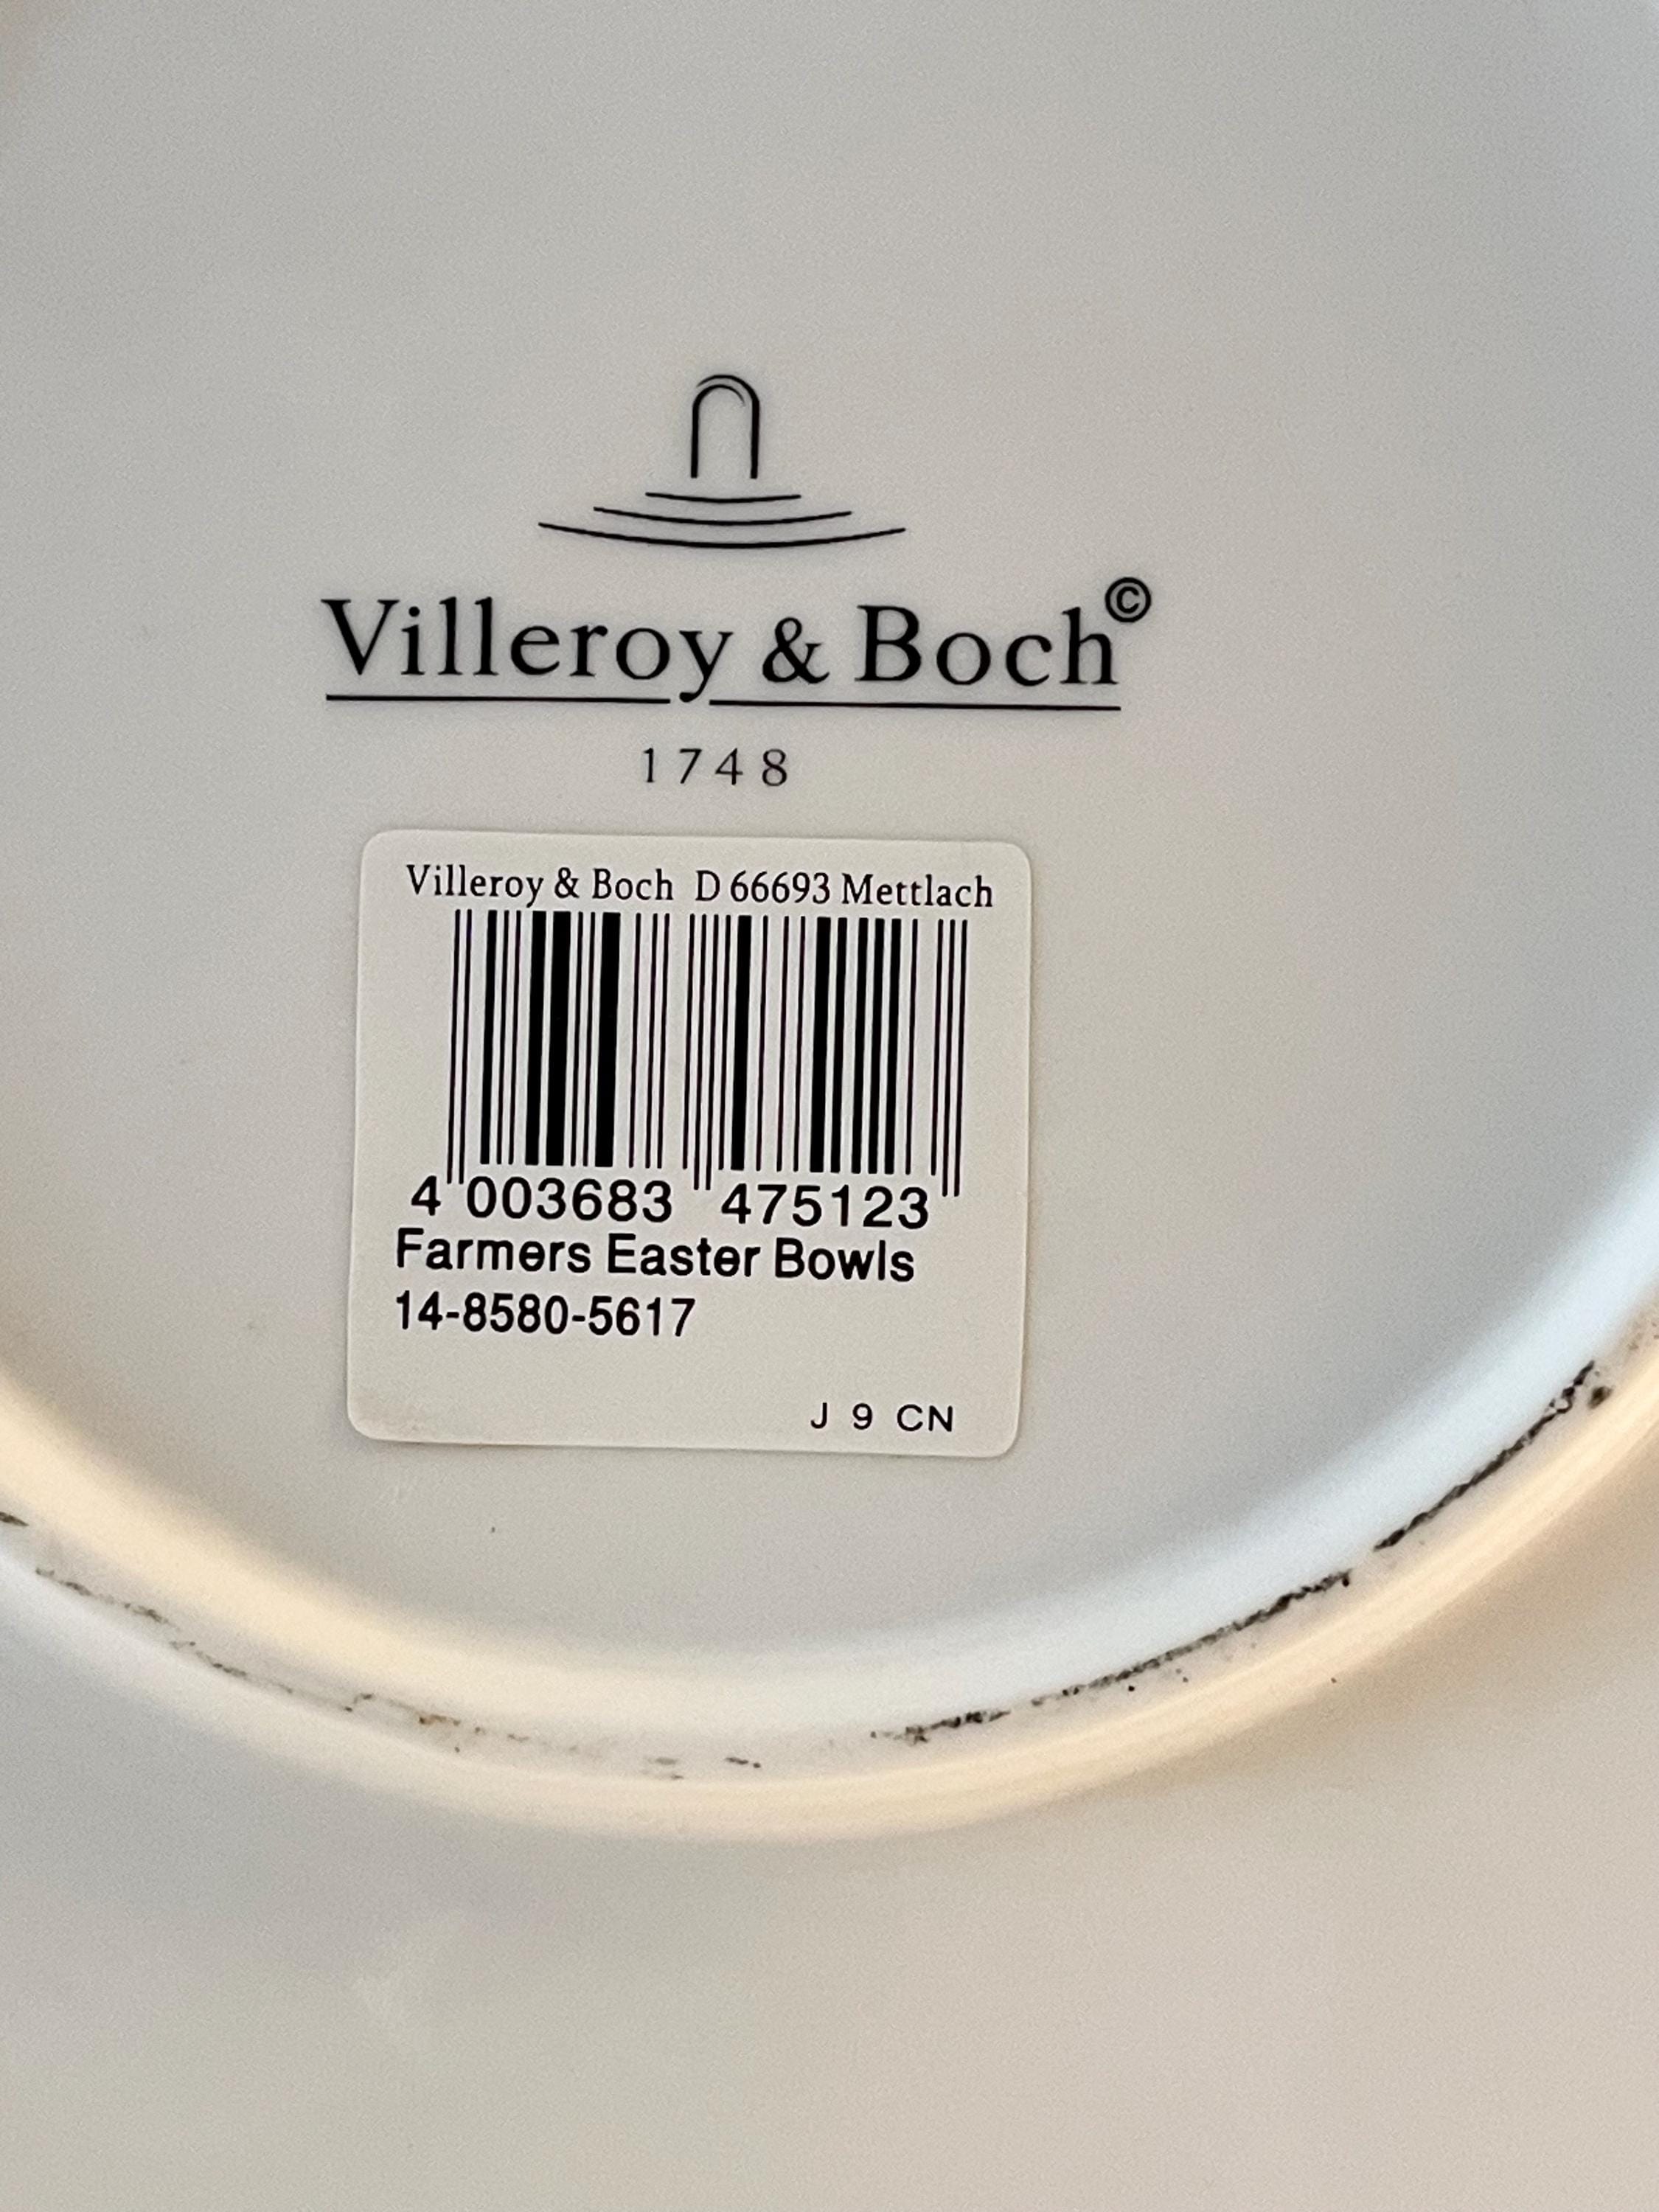 Villeroy & Boch©
1748
Villeroy & Boch D 66693 Mettlach
4 003683 475123
Farmers Easter Bowls
14-8580-5617
J 9 CN